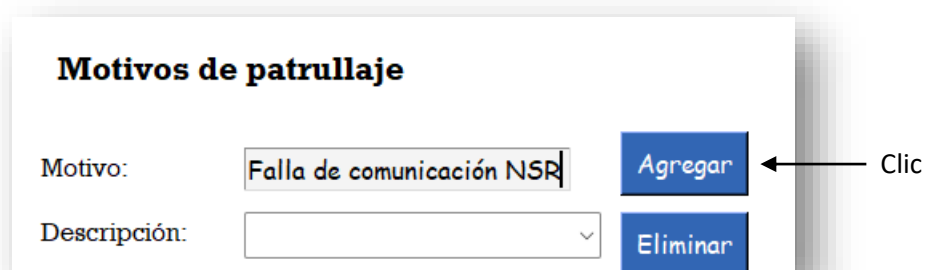 Motivos de patrullaje
Motivo: Falla de comunicación NSR Agregar Clic
Descripción: Eliminar